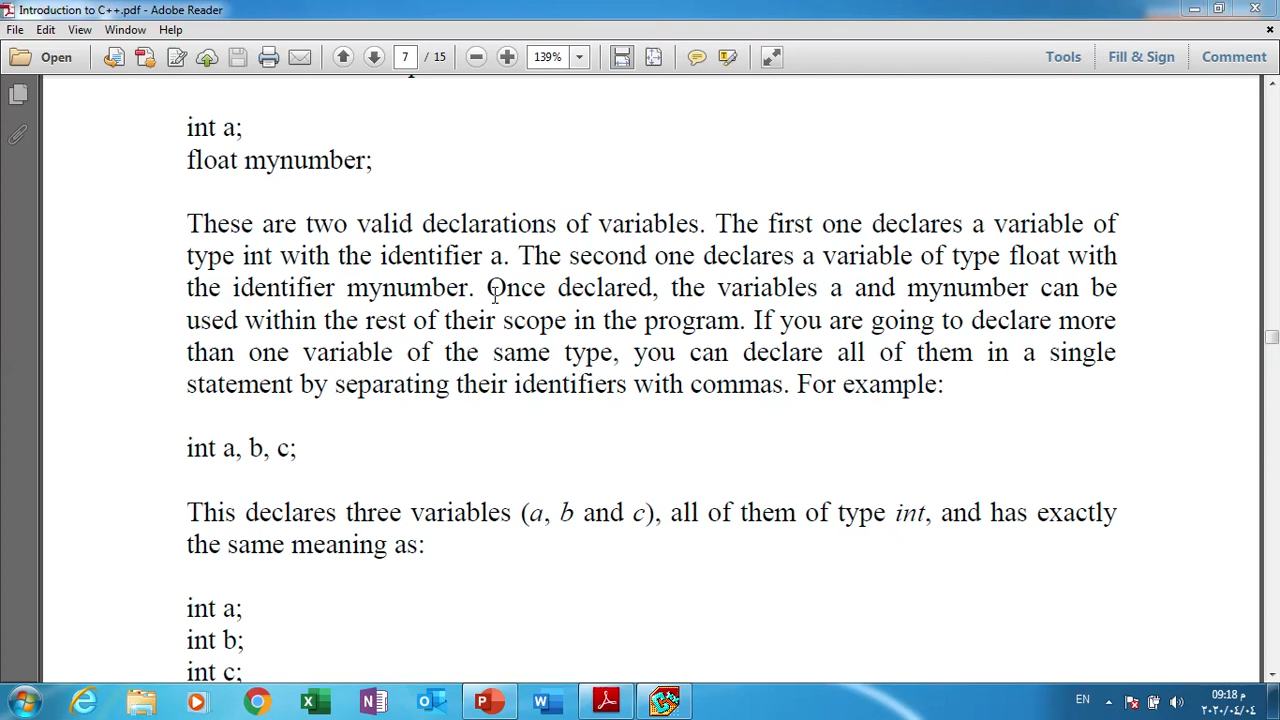 Introduction to C++.pdf - Adobe Reader
File Edit View Window Help
Open 7 / 15 139% Tools Fill & Sign Comment
int a;
float mynumber;
These are two valid declarations of variables. The first one declares a variable of
type int with the identifier a. The second one declares a variable of type float with
the identifier mynumber. Once declared, the variables a and mynumber can be
used within the rest of their scope in the program. If you are going to declare more
than one variable of the same type, you can declare all of them in a single
statement by separating their identifiers with commas. For example:
int a, b, c;
This declares three variables (a, b and c), all of them of type int, and has exactly
the same meaning as:
int a;
int b;
int c;
EN م 09:18
٢٠٢٠/٠٤/٠٤